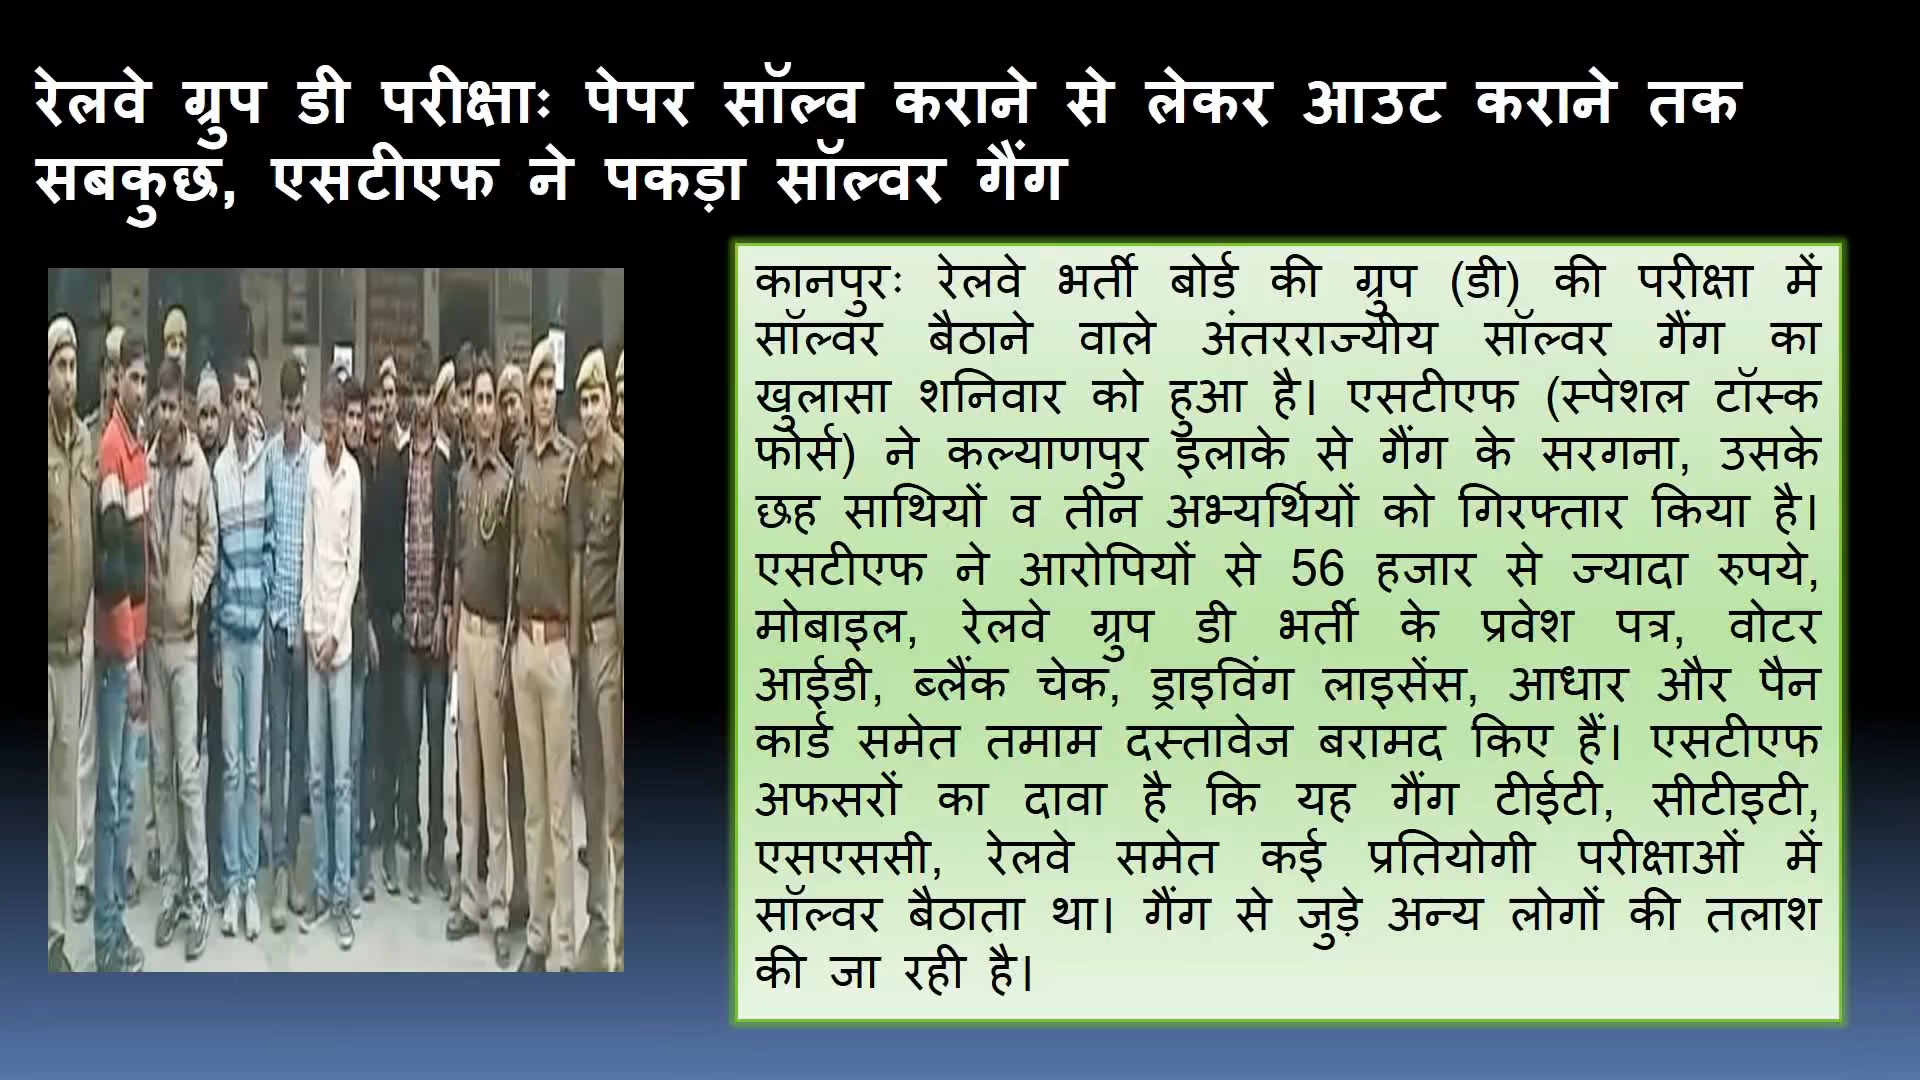 रेलवे ग्रुप डी परीक्षाः पेपर सॉल्व कराने से लेकर आउट कराने तक
सबकुछ, एसटीएफ ने पकड़ा सॉल्वर गैंग
कानपुरः रेलवे भर्ती बोर्ड की ग्रुप (डी) की परीक्षा में
सॉल्वर बैठाने वाले अंतरराज्यीय सॉल्वर गैंग का
खुलासा शनिवार को हुआ है। एसटीएफ (स्पेशल टॉस्क
फोर्स) ने कल्याणपुर इलाके से गैंग के सरगना, उसके
छह साथियों व तीन अभ्यर्थियों को गिरफ्तार किया है।
एसटीएफ ने आरोपियों से 56 हजार से ज्यादा रुपये,
मोबाइल, रेलवे ग्रुप डी भर्ती के प्रवेश पत्र, वोटर
आईडी, ब्लैंक चेक, ड्राइविंग लाइसेंस, आधार और पैन
कार्ड समेत तमाम दस्तावेज बरामद किए हैं। एसटीएफ
अफसरों का दावा है कि यह गैंग टीईटी, सीटीइटी,
एसएससी, रेलवे समेत कई प्रतियोगी परीक्षाओं में
सॉल्वर बैठाता था। गैंग से जुड़े अन्य लोगों की तलाश
की जा रही है।